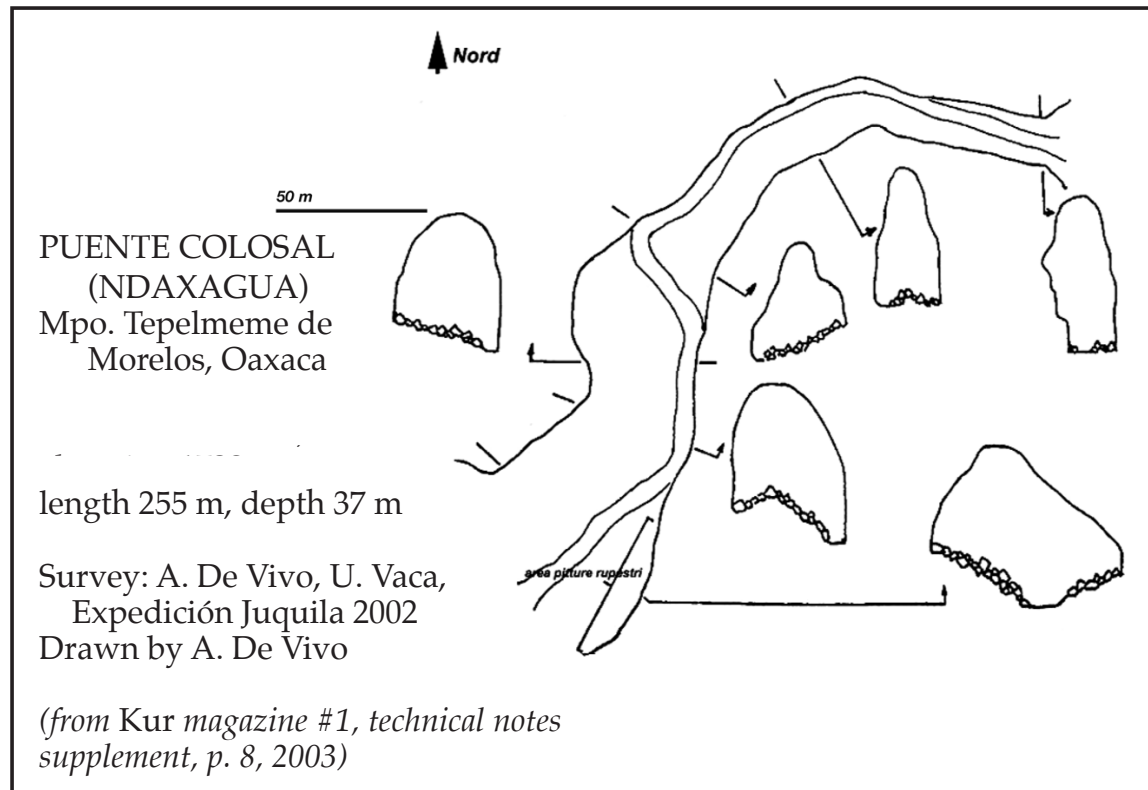 Nord
50 m
PUENTE COLOSAL
(NDAXAGUA)
Mpo. Tepelmeme de
Morelos, Oaxaca
length 255 m, depth 37 m
Survey: A. De Vivo, U. Vaca,
Expedición Juquila 2002
Drawn by A. De Vivo
(from Kur magazine #1, technical notes
supplement, p. 8, 2003)
area pitture rupestri